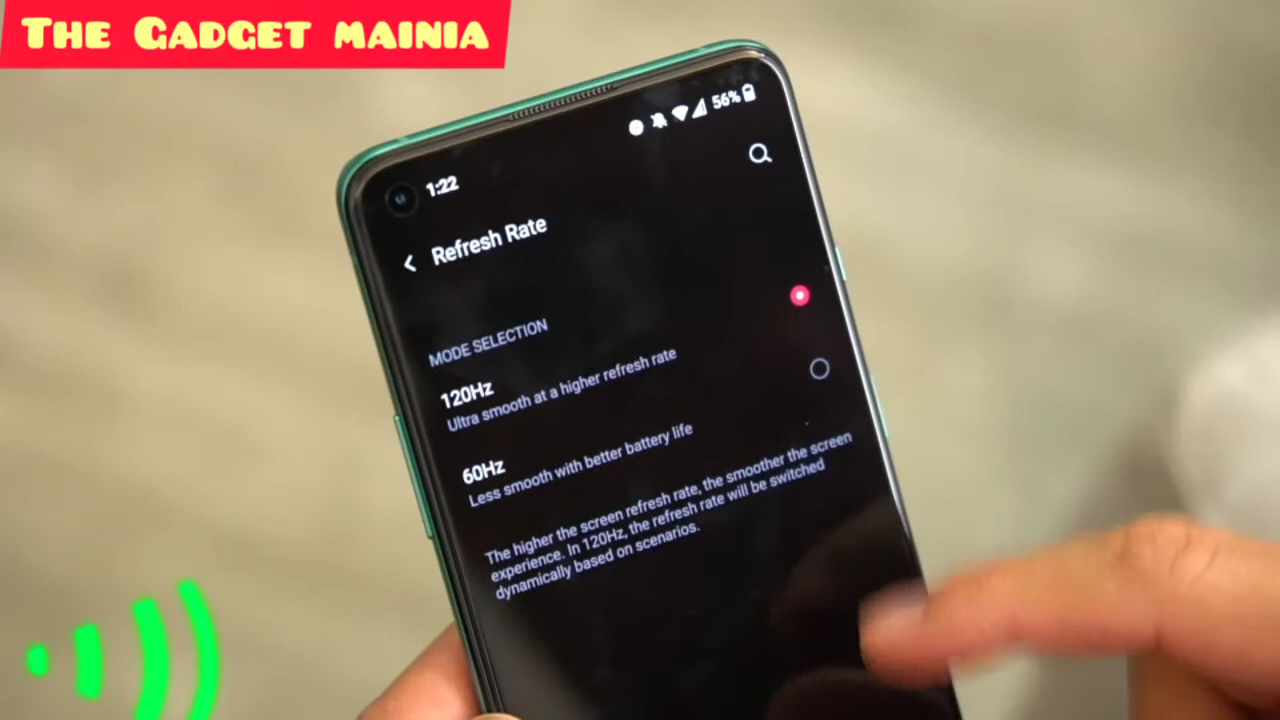 THE GADGET MAINIA
56%
1:22
Refresh Rate
MODE SELECTION
120Hz
Ultra smooth at a higher refresh rate
60Hz
Less smooth with better battery life
The higher the screen refresh rate, the smoother the screen
experience. In 120Hz, the refresh rate will be switched
dynamically based on scenarios.